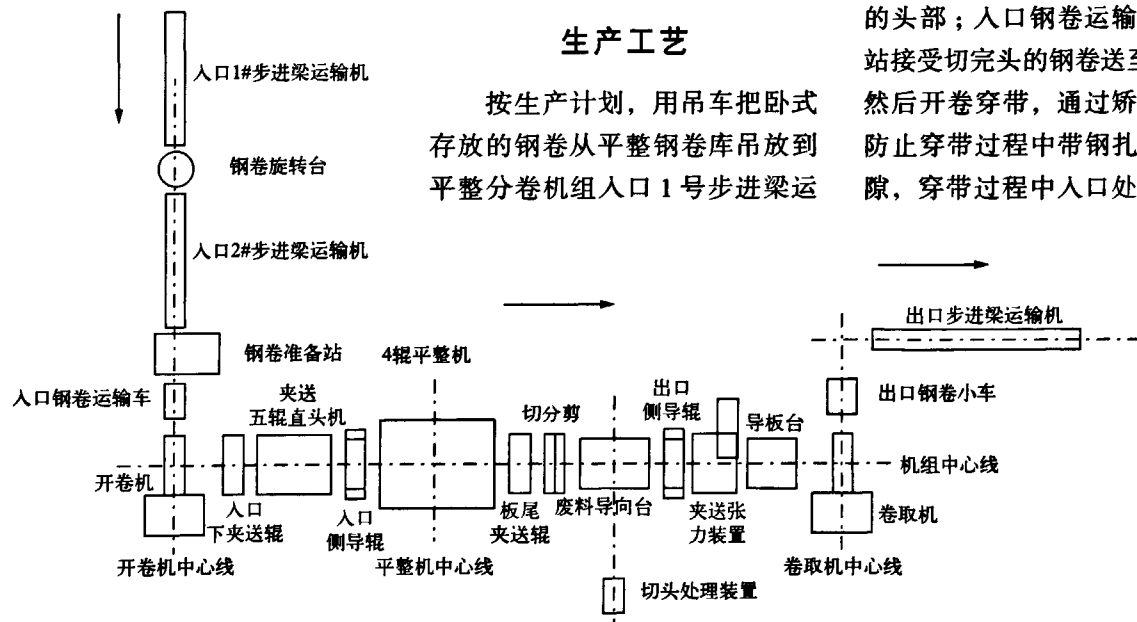 生产工艺
按生产计划，用吊车把卧式
存放的钢卷从平整钢卷库吊放到
平整分卷机组入口1号步进梁运
的头部；入口钢卷运输
站接受切完头的钢卷送至
然后开卷穿带，通过矫
防止穿带过程中带钢扎
隙，穿带过程中入口处
入口1#步进梁运输机
钢卷旋转台
入口2#步进梁运输机
钢卷准备站
入口钢卷运输车
开卷机
开卷机中心线
入口
下夹送辊
夹送
五辊直头机
入口
侧导辊
4辊平整机
平整机中心线
板尾
夹送辊
切分剪
废料导向台
切头处理装置
出口
侧导辊
夹送张
力装置
导板台
出口步进梁运输机
出口钢卷小车
机组中心线
卷取机
卷取机中心线